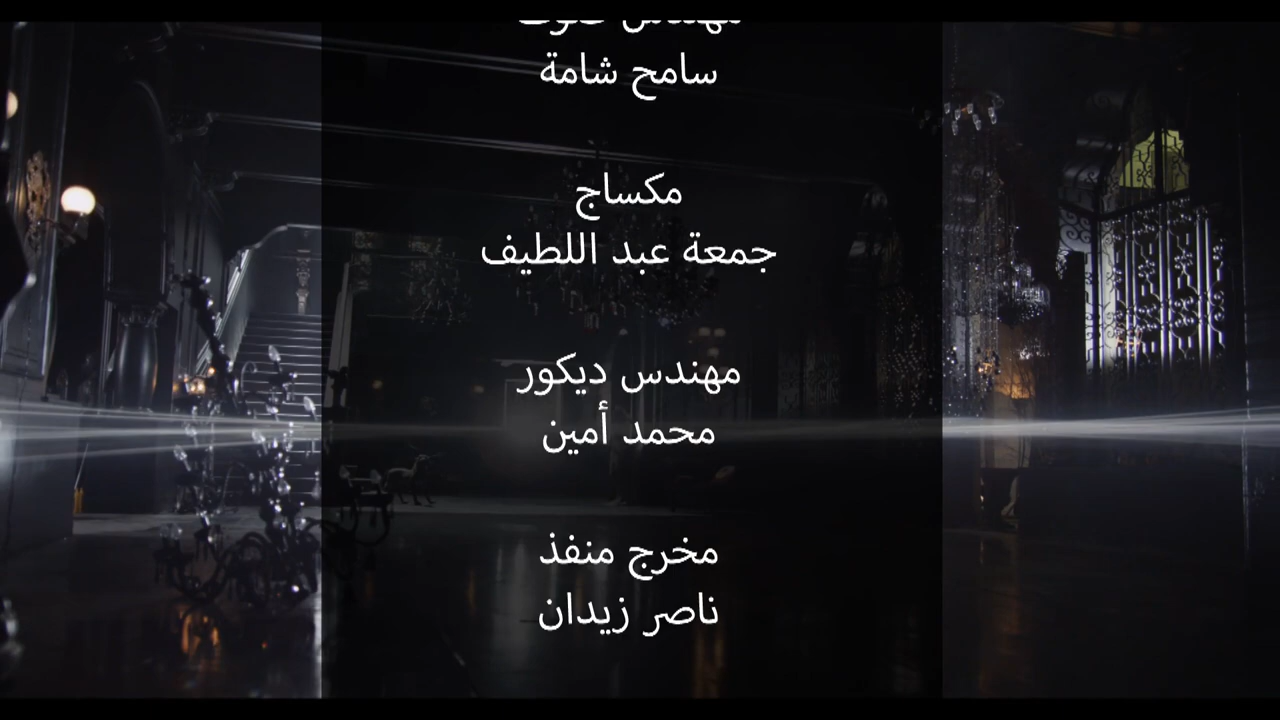 سامح شامة
مكساج
جمعة عبد اللطيف
مهندس ديكور
محمد أمين
مخرج منفذ
ناصر زيدان